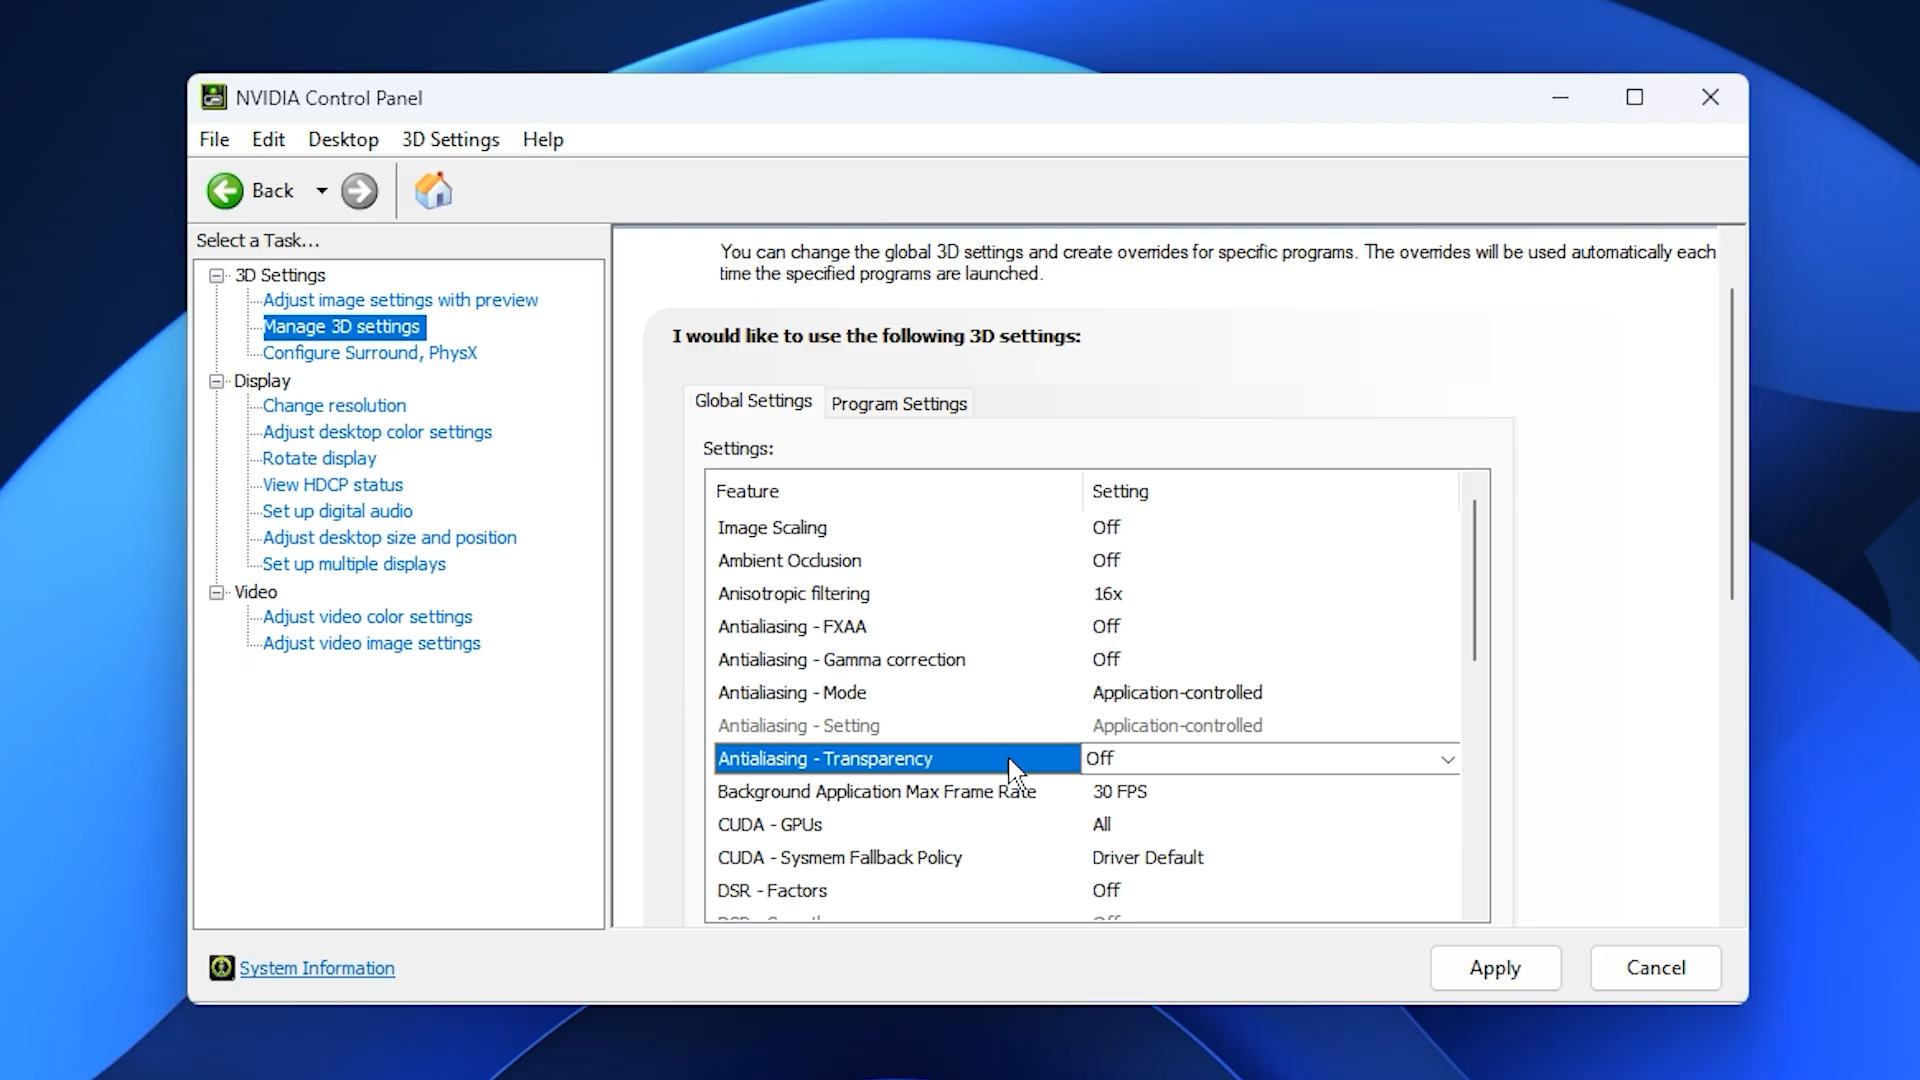 NVIDIA Control Panel
File Edit Desktop 3D Settings Help
Back
Select a Task...
3D Settings
Adjust image settings with preview
Manage 3D settings
Configure Surround, PhysX
Display
Change resolution
Adjust desktop color settings
Rotate display
View HDCP status
Set up digital audio
Adjust desktop size and position
Set up multiple displays
Video
Adjust video color settings
Adjust video image settings
System Information
You can change the global 3D settings and create overrides for specific programs. The overrides will be used automatically each
time the specified programs are launched.
I would like to use the following 3D settings:
Global Settings Program Settings
Settings:
Feature Setting
Image Scaling Off
Ambient Occlusion Off
Anisotropic filtering 16x
Antialiasing - FXAA Off
Antialiasing - Gamma correction Off
Antialiasing - Mode Application-controlled
Antialiasing - Setting Application-controlled
Antialiasing - Transparency Off
Background Application Max Frame Rate 30 FPS
CUDA - GPUs All
CUDA - Sysmem Fallback Policy Driver Default
DSR - Factors Off
Apply Cancel